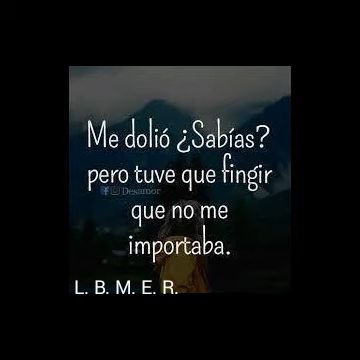 Me dolió ¿Sabías?
pero tuve que fingir
Desamor
que no me
importaba.
L. B. M. E. R.